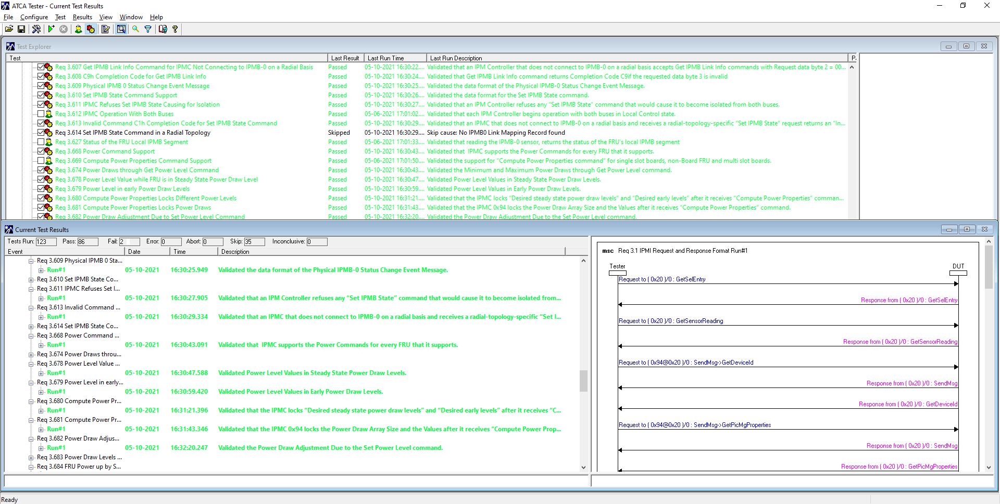 ATCA Tester - Current Test Results
File Configure Test Results View Window Help
Test Explorer
Test Last Result Last Run Time Last Run Description P.
Req 3.607 Get IPMB Link Info Command for IPMC Not Connecting to IPMB-0 on a Radial Basis Passed 05-10-2021 16:30:22.... Validated that an IPM Controller that does not connect to IPMB-0 on a radial basis accepts Get IPMB Link Info commands with Request data byte 2 = 00...
Req 3.608 C9h Completion Code for Get IPMB Link Info Passed 05-10-2021 16:30:24.... Validated that Get IPMB Link Info command returns Completion Code C9if the requested data byte 3 is invalid
Req 3.609 Physical IPMB 0 Status Change Event Message Passed 05-10-2021 16:30:25.... Validated the data format of the Physical IPMB-0 Status Change Event Message.
Req 3.610 Set IPMB State Command Support Passed 05-10-2021 16:30:26.... Validated the data format for the Set IPMB State command.
Req 3.611 IPMC Refuses Set IPMB State Causing for Isolation Passed 05-10-2021 16:30:27.... Validated that an IPM Controller refuses any “Set IPMB State” command that would cause it to become isolated from both buses.
Req 3.612 IPMC Operation With Both Buses Passed 05-06-2021 17:01:02.... Validated that each IPM Controller begins operation with both buses in Local Control state.
Req 3.613 Invalid Command C1h Completion Code for Set IPMB State Command Passed 05-10-2021 16:30:29.... Validated that an IPMC that does not connect to IPMB-0 on a radial basis and receives a radial-topology-specific “Set IPMB State” request returns an “In...
Req 3.614 Set IPMB State Command in a Radial Topology Skipped 05-10-2021 16:30:29.... Skip cause: No IPMB0 Link Mapping Record found
Req 3.627 Status of the FRU Local IPMB Segment Passed 05-06-2021 17:01:33.... Validated that reading the IPMB-0 sensor, returns the status of the FRU's local IPMB segment
Req 3.668 Power Command Support Passed 05-10-2021 16:30:43.... Validated that  IPMC supports the Power Commands for every FRU that it supports.
Req 3.669 Compute Power Properties Command Support Passed 05-06-2021 17:01:50.... Validated the support for “Compute Power Properties command” for single slot boards, non-Board FRU and multi slot boards.
Req 3.674 Power Draws through Get Power Level Command Passed 05-10-2021 16:30:43.... Validated the Minimum and Maximum Power Draws through Get Power Level command.
Req 3.678 Power Level Value while FRU is in Steady State Power Draw Level Passed 05-10-2021 16:30:47.... Validated Power Level Values in Steady State Power Draw Levels.
Req 3.679 Power Level in early Power Draw Levels Passed 05-10-2021 16:30:59.... Validated Power Level Values in Early Power Draw Levels.
Req 3.680 Compute Power Properties Locks Different Power Levels Passed 05-10-2021 16:31:21.... Validated that the IPMC locks “Desired steady state power draw levels” and “Desired early levels” after it receives “Compute Power Properties” comman...
Req 3.681 Compute Power Properties Locks Power Draws Passed 05-10-2021 16:31:43.... Validated that the IPMC 0x94 locks the Power Draw Array Size and the Values after it receives “Compute Power Properties” command.
Req 3.682 Power Draw Adjustment Due to Set Power Level Command Passed 05-10-2021 16:32:20.... Validated the Power Draw Adjustment Due to the Set Power Level command.
Current Test Results
Tests Run: 123 Pass: 86 Fail: 2 Error: 0 Abort: 0 Skip: 35 Inconclusive: 0
Event Date Time Description
Req 3.609 Physical IPMB 0 Sta...
Run#1 05-10-2021 16:30:25.949 Validated the data format of the Physical IPMB-0 Status Change Event Message.
Req 3.610 Set IPMB State Co...
Req 3.611 IPMC Refuses Set I...
Run#1 05-10-2021 16:30:27.905 Validated that an IPM Controller refuses any “Set IPMB State” command that would cause it to become isolated from...
Req 3.613 Invalid Command ...
Run#1 05-10-2021 16:30:29.334 Validated that an IPMC that does not connect to IPMB-0 on a radial basis and receives a radial-topology-specific “Set I...
Req 3.614 Set IPMB State Co...
Req 3.668 Power Command ...
Run#1 05-10-2021 16:30:43.091 Validated that  IPMC supports the Power Commands for every FRU that it supports.
Req 3.674 Power Draws throu...
Req 3.678 Power Level Value ...
Run#1 05-10-2021 16:30:47.588 Validated Power Level Values in Steady State Power Draw Levels.
Req 3.679 Power Level in early...
Run#1 05-10-2021 16:30:59.420 Validated Power Level Values in Early Power Draw Levels.
Req 3.680 Compute Power Pr...
Run#1 05-10-2021 16:31:21.396 Validated that the IPMC locks “Desired steady state power draw levels” and “Desired early levels” after it receives “C...
Req 3.681 Compute Power Pr...
Run#1 05-10-2021 16:31:43.346 Validated that the IPMC 0x94 locks the Power Draw Array Size and the Values after it receives “Compute Power Prop...
Req 3.682 Power Draw Adjus...
Run#1 05-10-2021 16:32:20.247 Validated the Power Draw Adjustment Due to the Set Power Level command.
Req 3.683 Power Draw Levels ...
Req 3.684 FRU Power up by S...
msc Req 3.1 IPMI Request and Response Format Run#1
Tester DUT
Request to ( 0x20 )/0 : GetSelEntry
Response from ( 0x20 )/0 : GetSelEntry
Request to ( 0x20 )/0 : GetSensorReading
Response from ( 0x20 )/0 : GetSensorReading
Request to ( 0x94@0x20 )/0 : SendMsg->GetDeviceId
Response from ( 0x20 )/0 : SendMsg
Response from ( 0x20 )/0 : GetDeviceId
Request to ( 0x94@0x20 )/0 : SendMsg->GetPicMgProperties
Response from ( 0x20 )/0 : SendMsg
Response from ( 0x20 )/0 : GetPicMgProperties
Ready